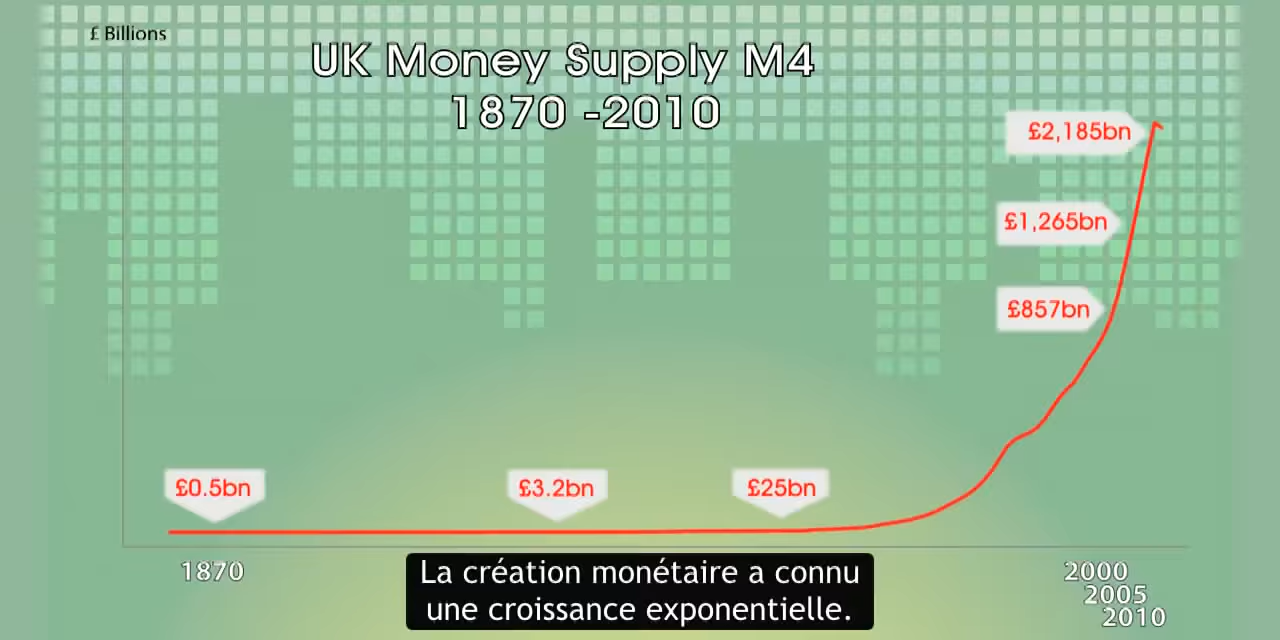 £ Billions
UK Money Supply M4
1870 -2010
£2,185bn
£1,265bn
£857bn
£0.5bn
£3.2bn
£25bn
1870
2000
2005
2010
La création monétaire a connu
une croissance exponentielle.